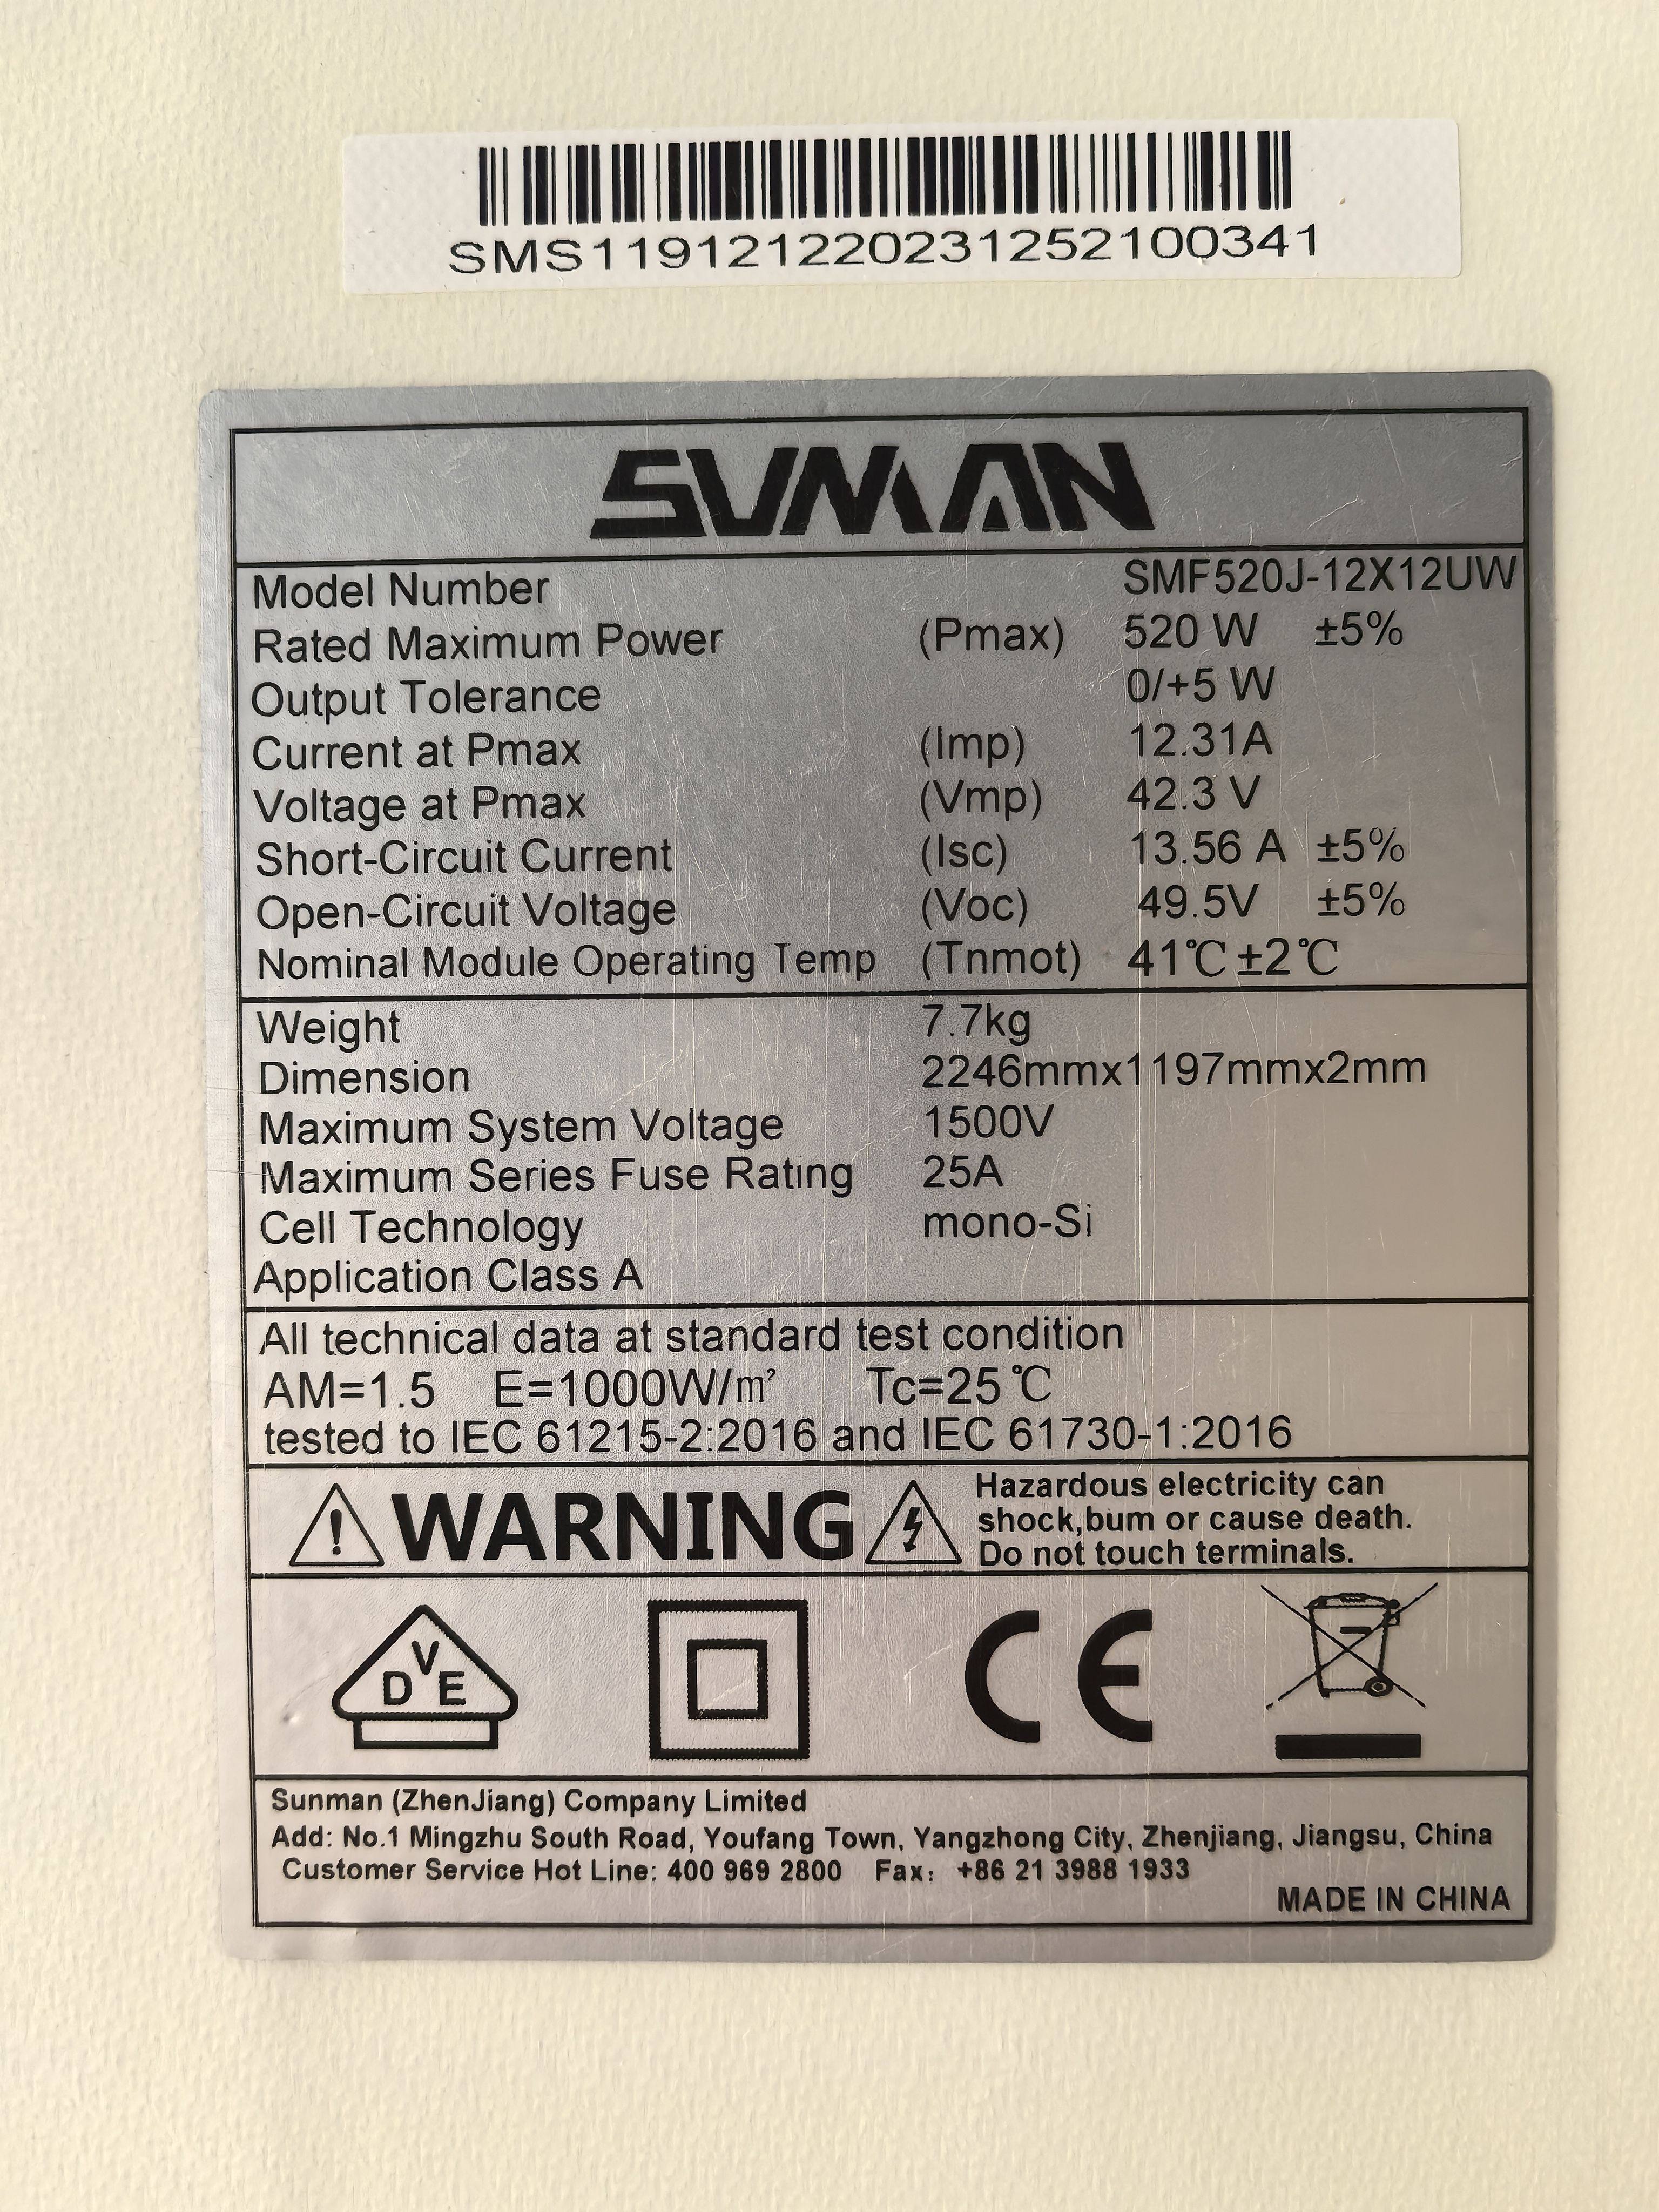 SMS119121220231252100341
SUNMAN
Model Number SMF520J-12X12UW
Rated Maximum Power (Pmax) 520 W ±5%
Output Tolerance 0/+5 W
Current at Pmax (Imp) 12.31A
Voltage at Pmax (Vmp) 42.3 V
Short-Circuit Current (Isc) 13.56 A ±5%
Open-Circuit Voltage (Voc) 49.5V ±5%
Nominal Module Operating Temp (Tnmot) 41℃±2℃
Weight 7.7kg
Dimension 2246mmx1197mmx2mm
Maximum System Voltage 1500V
Maximum Series Fuse Rating 25A
Cell Technology mono-Si
Application Class A
All technical data at standard test condition
AM=1.5 E=1000W/m² Tc=25℃
tested to IEC 61215-2:2016 and IEC 61730-1:2016
WARNING
Hazardous electricity can
shock,bum or cause death.
Do not touch terminals.
DVE CE
Sunman (ZhenJiang) Company Limited
Add: No.1 Mingzhu South Road, Youfang Town, Yangzhong City, Zhenjiang, Jiangsu, China
Customer Service Hot Line: 400 969 2800 Fax: +86 21 3988 1933
MADE IN CHINA